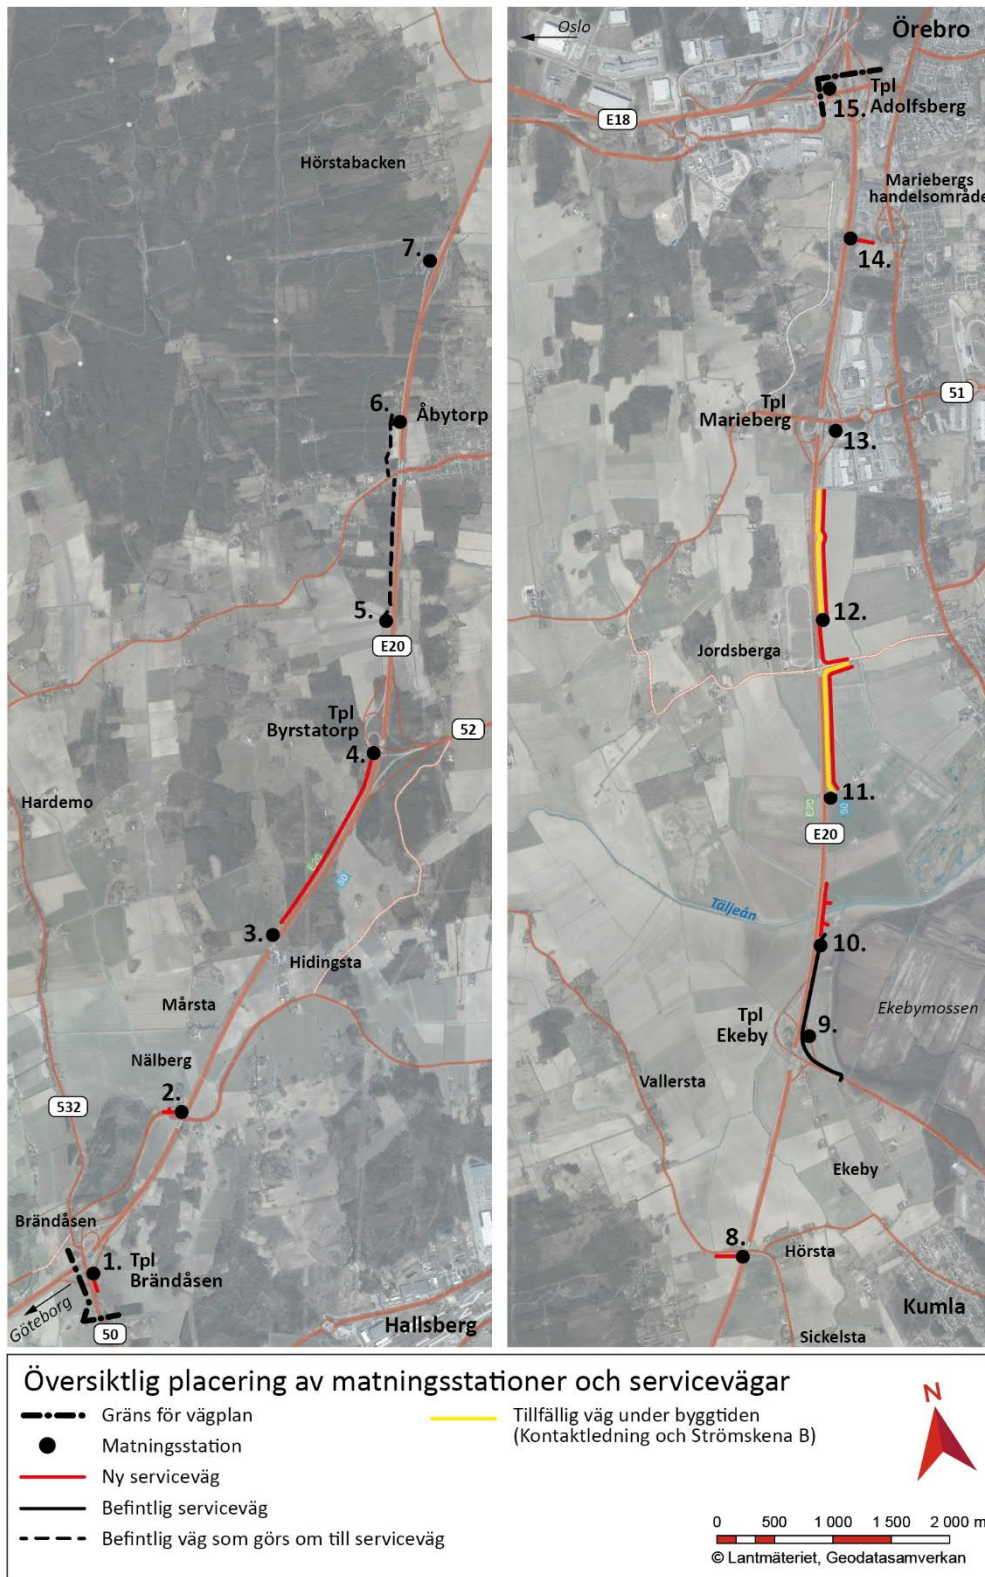 Hörstabacken
7.
6.
Åbytorp
5.
E20
Tpl
Byrstatorp
52
4.
Hardemo
E20
50
3.
Hidingsta
Mårsta
Nälberg
2.
532
Brändåsen
1.
Tpl
Brändåsen
Göteborg
50
Hallsberg
Oslo
Örebro
Tpl
Adolfsberg
15.
E18
Mariebergs
handelsområde
14.
51
Tpl
Marieberg
13.
12.
Jordsberga
11.
E20
50
E20
Täljeån
10.
Ekebymossen
Tpl
Ekeby
9.
Vallersta
Ekeby
8.
Hörsta
Kumla
Sickelsta
Översiktlig placering av matningsstationer och servicevägar
Gräns för vägplan
Matningsstation
Ny serviceväg
Befintlig serviceväg
Befintlig väg som görs om till serviceväg
Tillfällig väg under byggtiden
(Kontaktledning och Strömskena B)
N
0 500 1 000 1 500 2 000 m
© Lantmäteriet, Geodatasamverkan